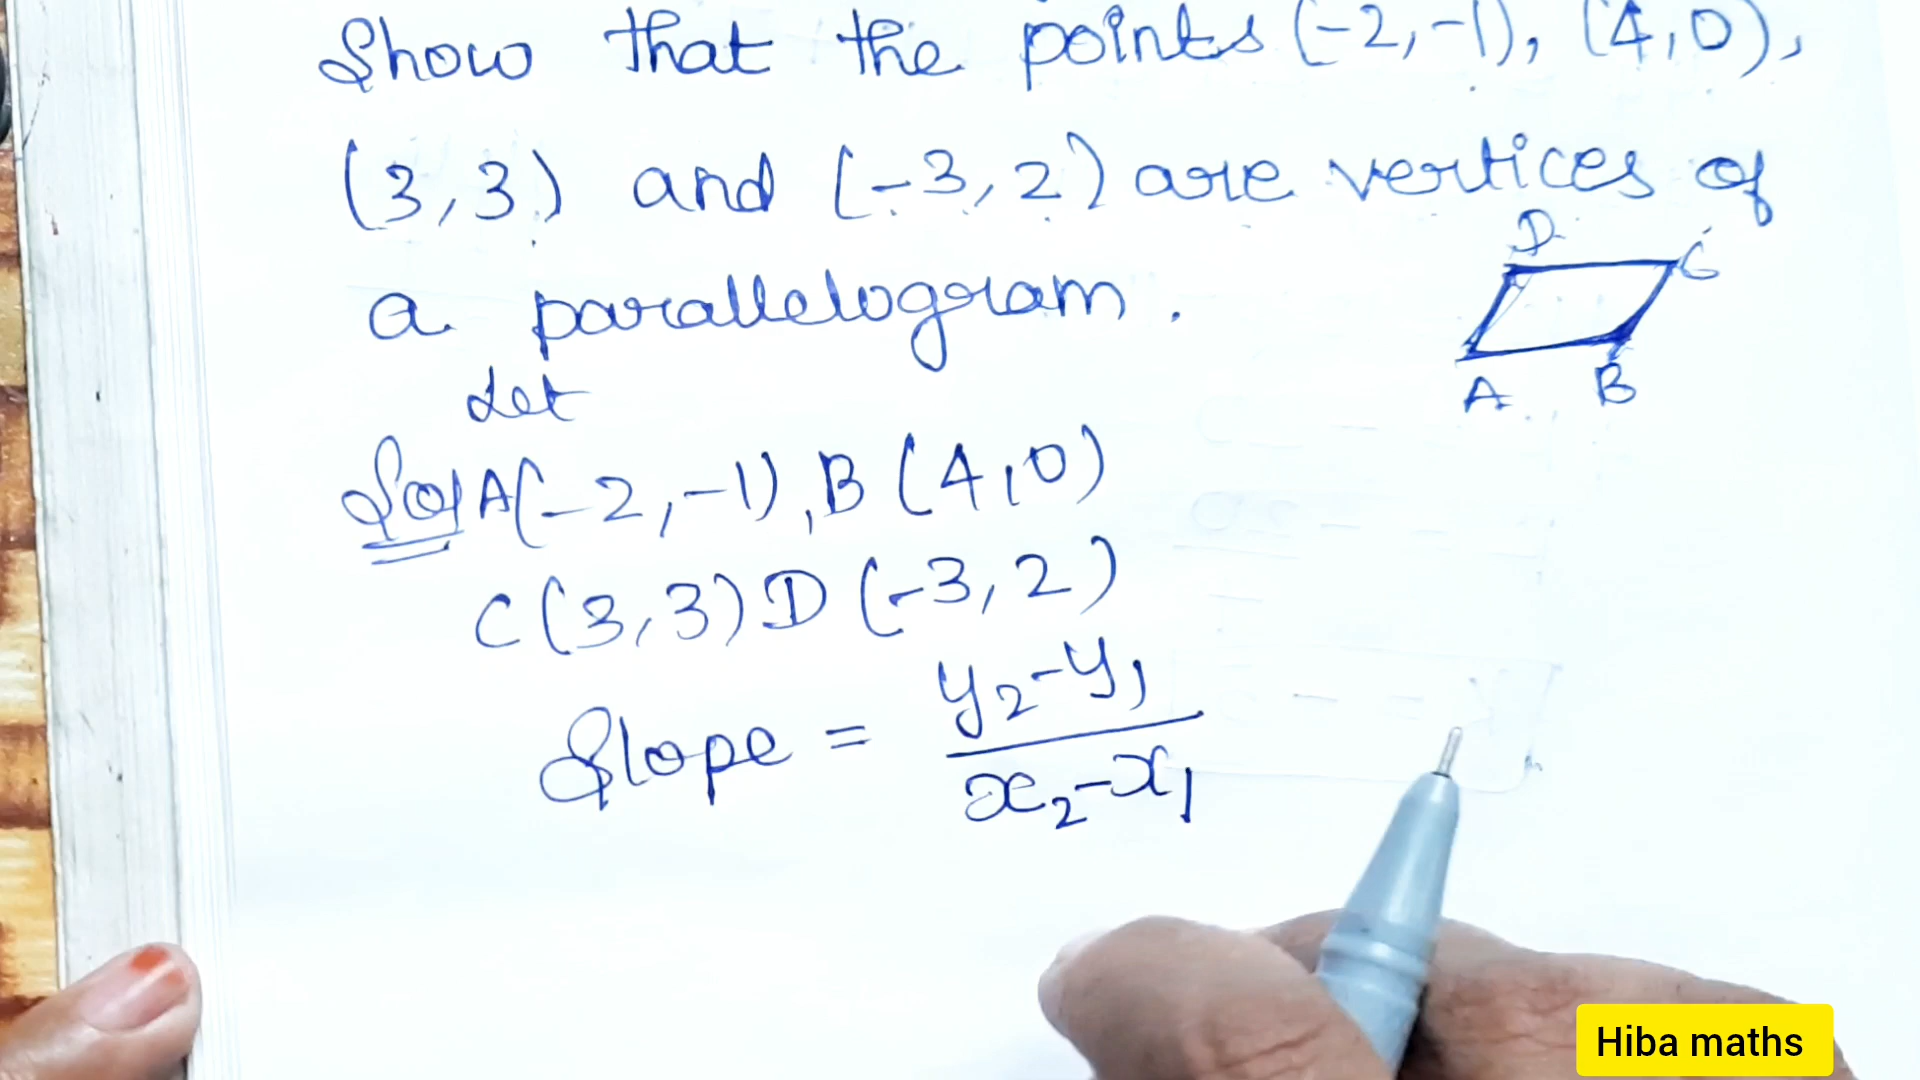 Show that the points (-2,-1), (4,0),
(3,3) and (-3,2) are vertices of
a parallelogram.
D C
A B
Let
Sol A(-2,-1), B(4,0)
C(3,3) D(-3,2)
Slope = y₂-y₁ / x₂-x₁
Hiba maths